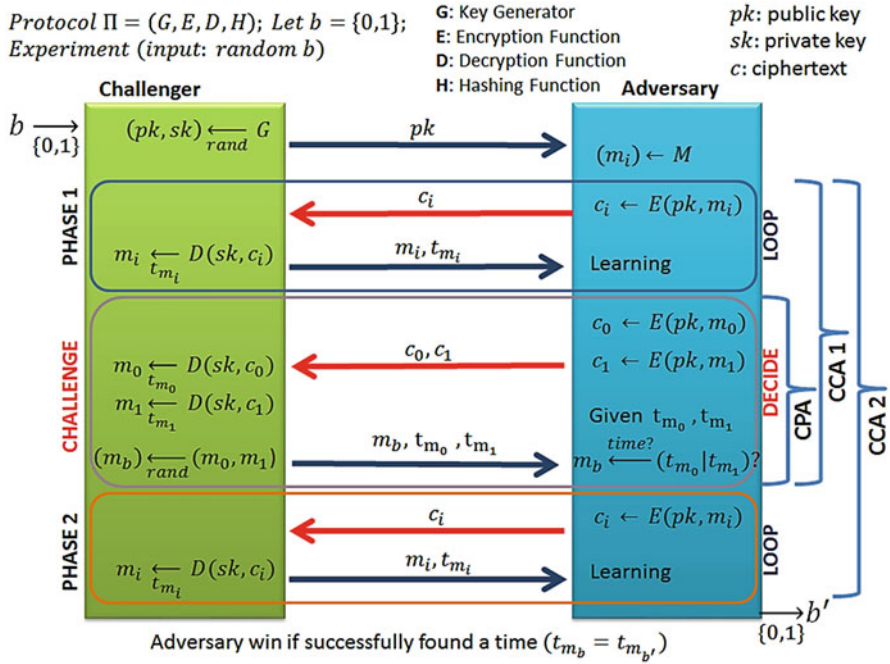 Protocol Π = (G, E, D, H); Let b = {0,1};
Experiment (input: random b)
G: Key Generator
E: Encryption Function
D: Decryption Function
H: Hashing Function
pk: public key
sk: private key
c: ciphertext
Challenger
Adversary
b → {0,1}
(pk, sk) ⟵ G
rand
pk
(m_i) ← M
PHASE 1
c_i
c_i ← E(pk, m_i)
m_i ⟵ D(sk, c_i)
t_{m_i}
m_i, t_{m_i}
Learning
LOOP
CHALLENGE
c_0 ← E(pk, m_0)
c_0, c_1
c_1 ← E(pk, m_1)
m_0 ⟵ D(sk, c_0)
t_{m_0}
m_1 ⟵ D(sk, c_1)
t_{m_1}
Given t_{m_0}, t_{m_1}
(m_b) ⟵ (m_0, m_1)
rand
m_b, t_{m_0}, t_{m_1}
time?
m_b ⟵ (t_{m_0}|t_{m_1})?
DECIDE
CPA
CCA 1
CCA 2
PHASE 2
c_i
c_i ← E(pk, m_i)
m_i ⟵ D(sk, c_i)
t_{m_i}
m_i, t_{m_i}
Learning
LOOP
→ b′
{0,1}
Adversary win if successfully found a time (t_{m_b} = t_{m_{b′}})